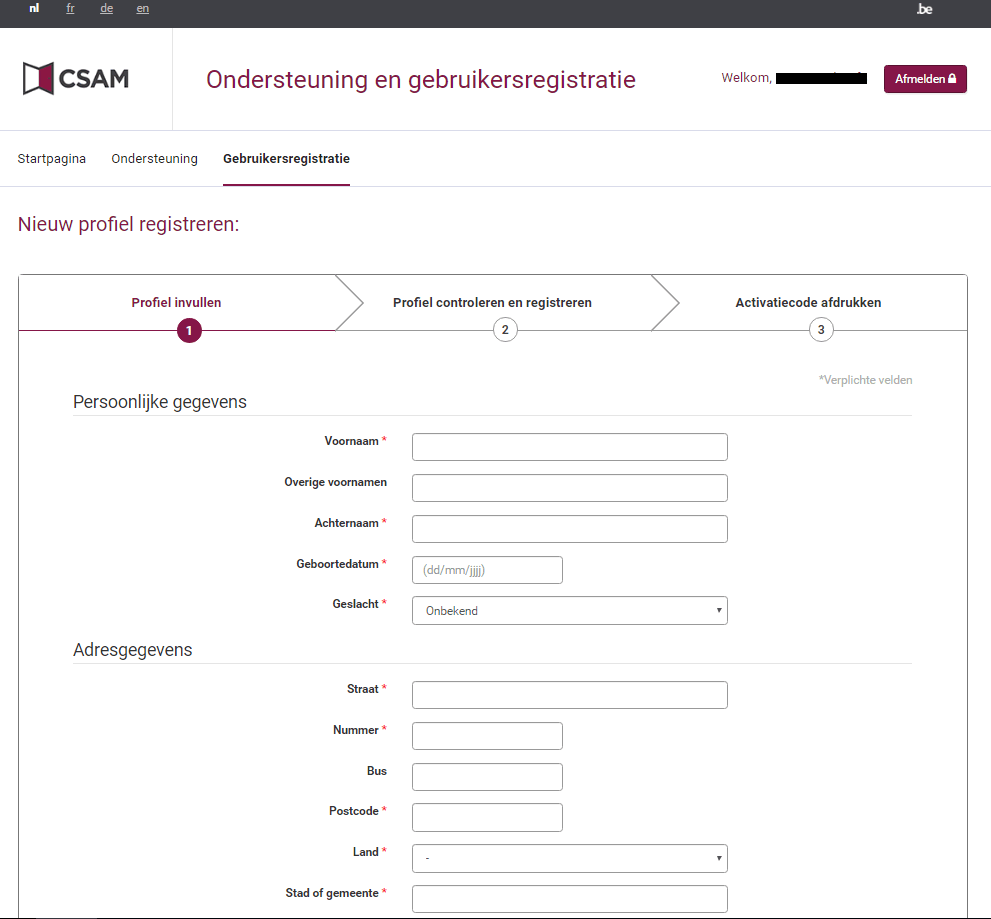 nl fr de en .be
CSAM
Ondersteuning en gebruikersregistratie
Welkom,
Afmelden
Startpagina Ondersteuning Gebruikersregistratie
Nieuw profiel registreren:
Profiel invullen Profiel controleren en registreren Activatiecode afdrukken
1 2 3
*Verplichte velden
Persoonlijke gegevens
Voornaam *
Overige voornamen
Achternaam *
Geboortedatum * (dd/mm/jjjj)
Geslacht * Onbekend
Adresgegevens
Straat *
Nummer *
Bus
Postcode *
Land * -
Stad of gemeente *